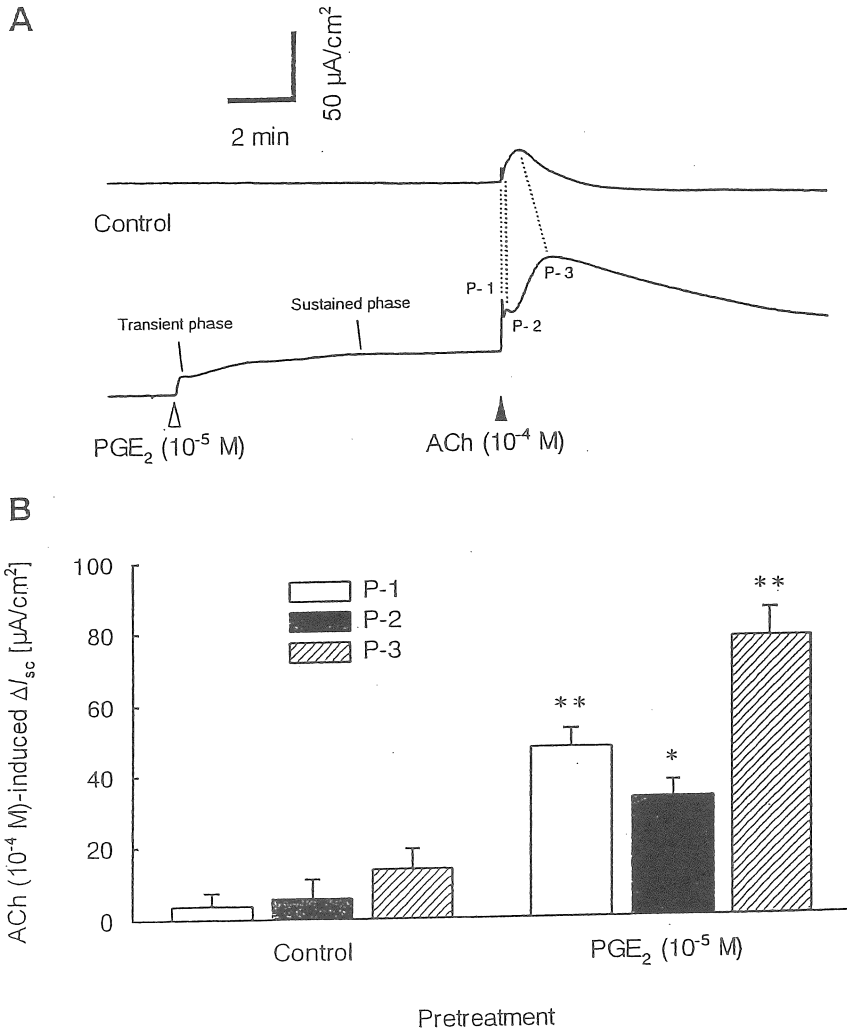 A
50 μA/cm²
2 min
Control
P-1
P-3
Sustained phase
Transient phase
P-2
PGE₂ (10⁻⁵ M)
ACh (10⁻⁴ M)
B
ACh (10⁻⁴ M)-induced ΔIsc [μA/cm²]
100
80
60
40
20
0
P-1
P-2
P-3
**
*
**
Control
PGE₂ (10⁻⁵ M)
Pretreatment